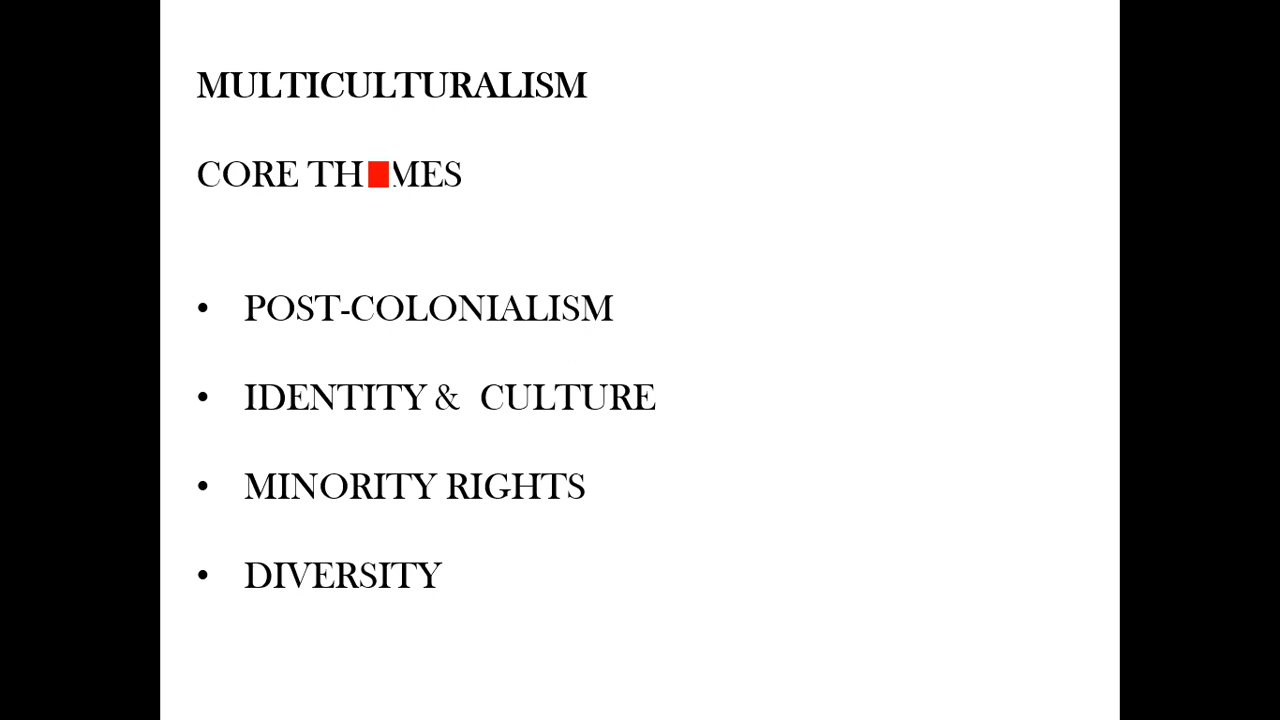 MULTICULTURALISM
CORE
• POST-COLONIALISM
• IDENTITY & CULTURE
• MINORITY RIGHTS
• DIVERSITY